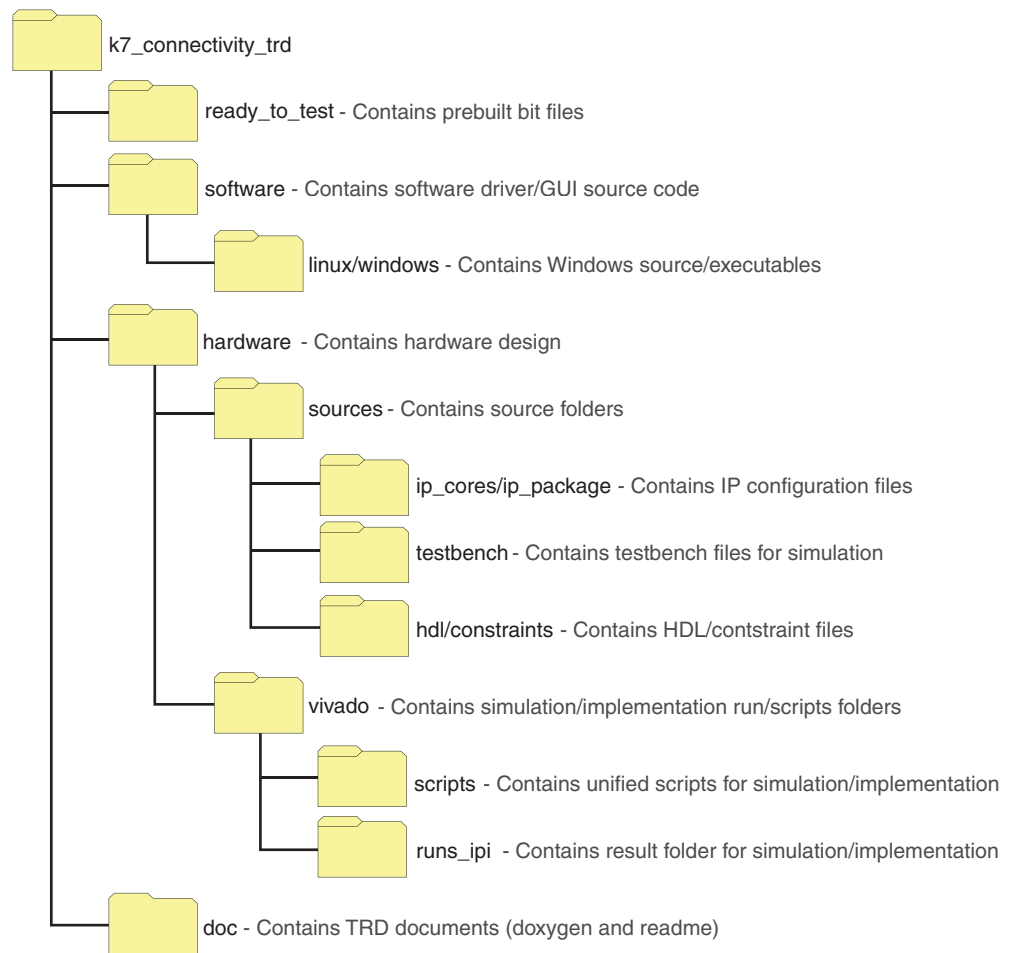 k7_connectivity_trd
ready_to_test - Contains prebuilt bit files
software - Contains software driver/GUI source code
linux/windows - Contains Windows source/executables
hardware - Contains hardware design
sources - Contains source folders
ip_cores/ip_package - Contains IP configuration files
testbench - Contains testbench files for simulation
hdl/constraints - Contains HDL/contstraint files
vivado - Contains simulation/implementation run/scripts folders
scripts - Contains unified scripts for simulation/implementation
runs_ipi - Contains result folder for simulation/implementation
doc - Contains TRD documents (doxygen and readme)